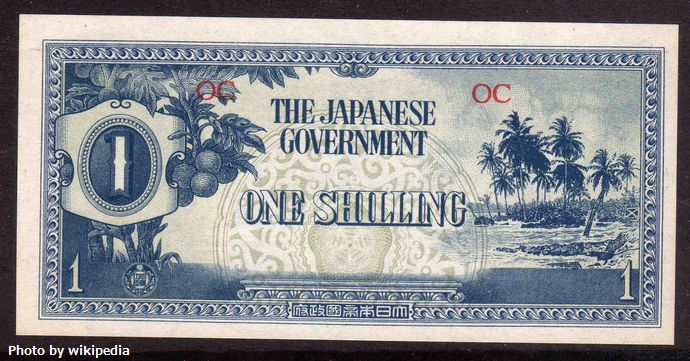 OC
OC
THE JAPANESE
GOVERNMENT
1
ONE SHILLING
1
1
府政國帝本日大
Photo by wikipedia